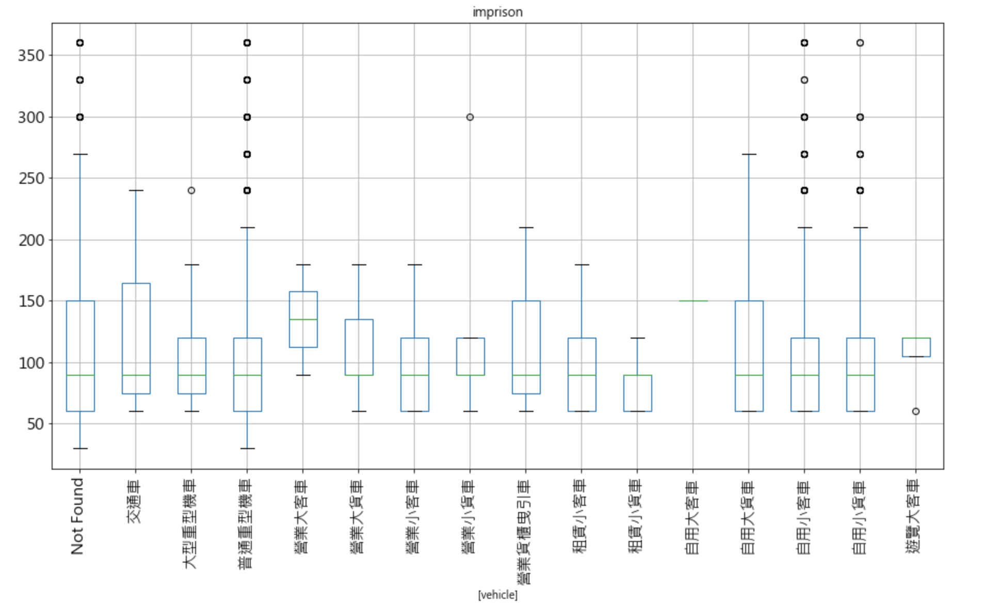 imprison
350
300
250
200
150
100
50
Not Found
交通車
大型重型機車
普通重型機車
營業大客車
營業大貨車
營業小客車
營業小貨車
營業貨櫃曳引車
租賃小客車
租賃小貨車
自用大客車
自用大貨車
自用小客車
自用小貨車
遊覽大客車
[vehicle]